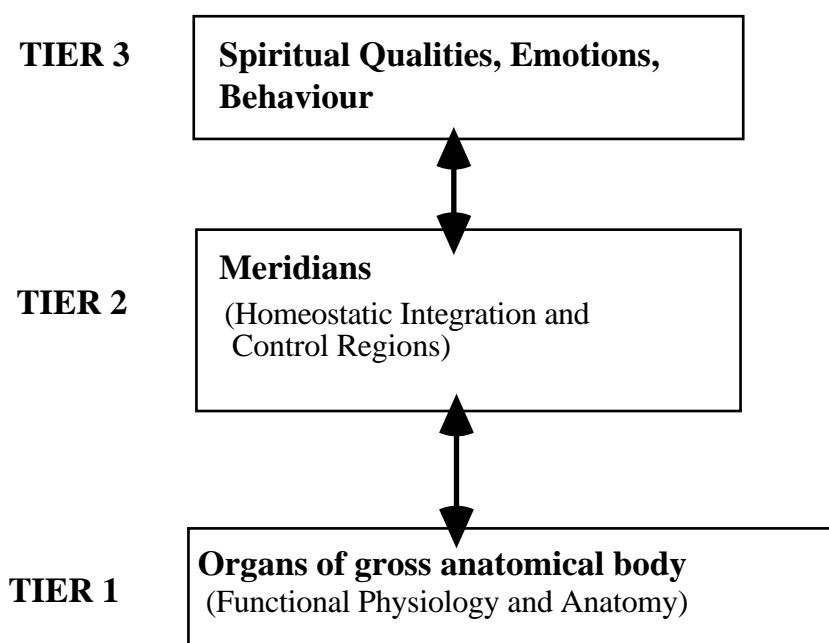 TIER 3
Spiritual Qualities, Emotions,
Behaviour
TIER 2
Meridians
(Homeostatic Integration and
Control Regions)
TIER 1
Organs of gross anatomical body
(Functional Physiology and Anatomy)